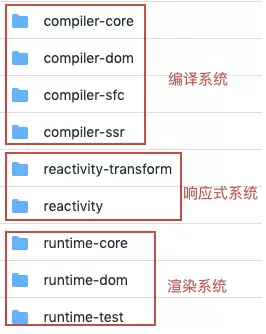 compiler-core
compiler-dom
编译系统
compiler-sfc
compiler-ssr
reactivity-transform
响应式系统
reactivity
runtime-core
runtime-dom
渲染系统
runtime-test